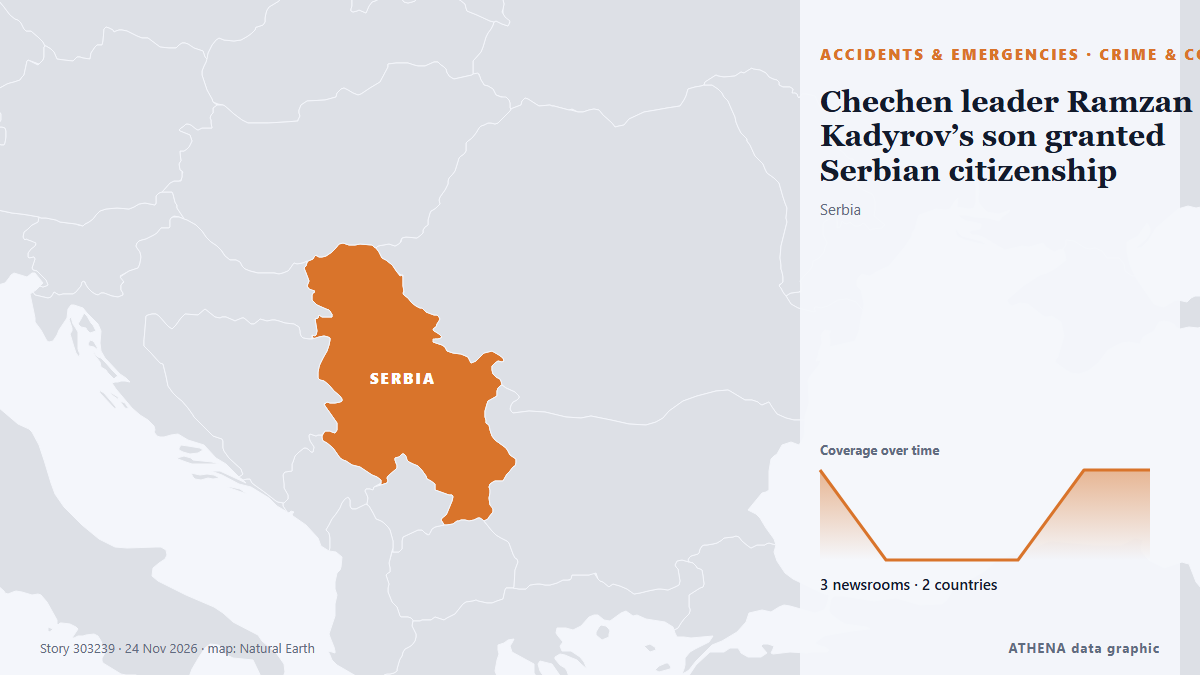 ACCIDENTS & EMERGENCIES · CRIME &
Chechen leader Ramzan
Kadyrov’s son granted
Serbian citizenship
Serbia
SERBIA
Coverage over time
3 newsrooms · 2 countries
Story 303239 · 24 Nov 2026 · map: Natural Earth
ATHENA data graphic